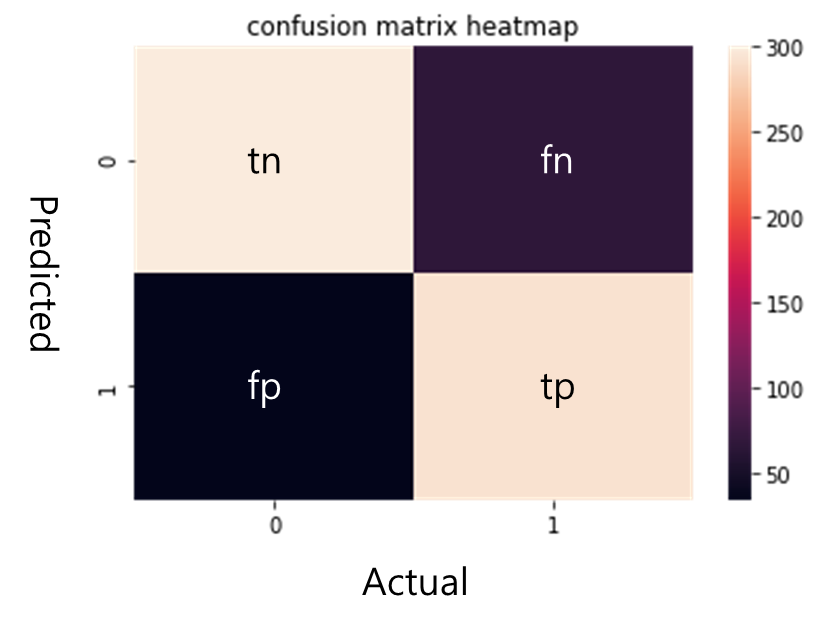 confusion matrix heatmap
Predicted
0
tn
fn
1
fp
tp
0
1
Actual
300
250
200
150
100
50